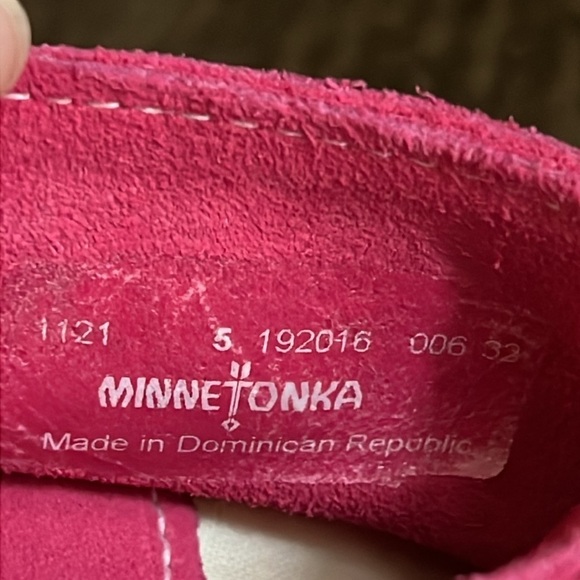 1121 5 192016 006 32
MINNETONKA
Made in Dominican Republic